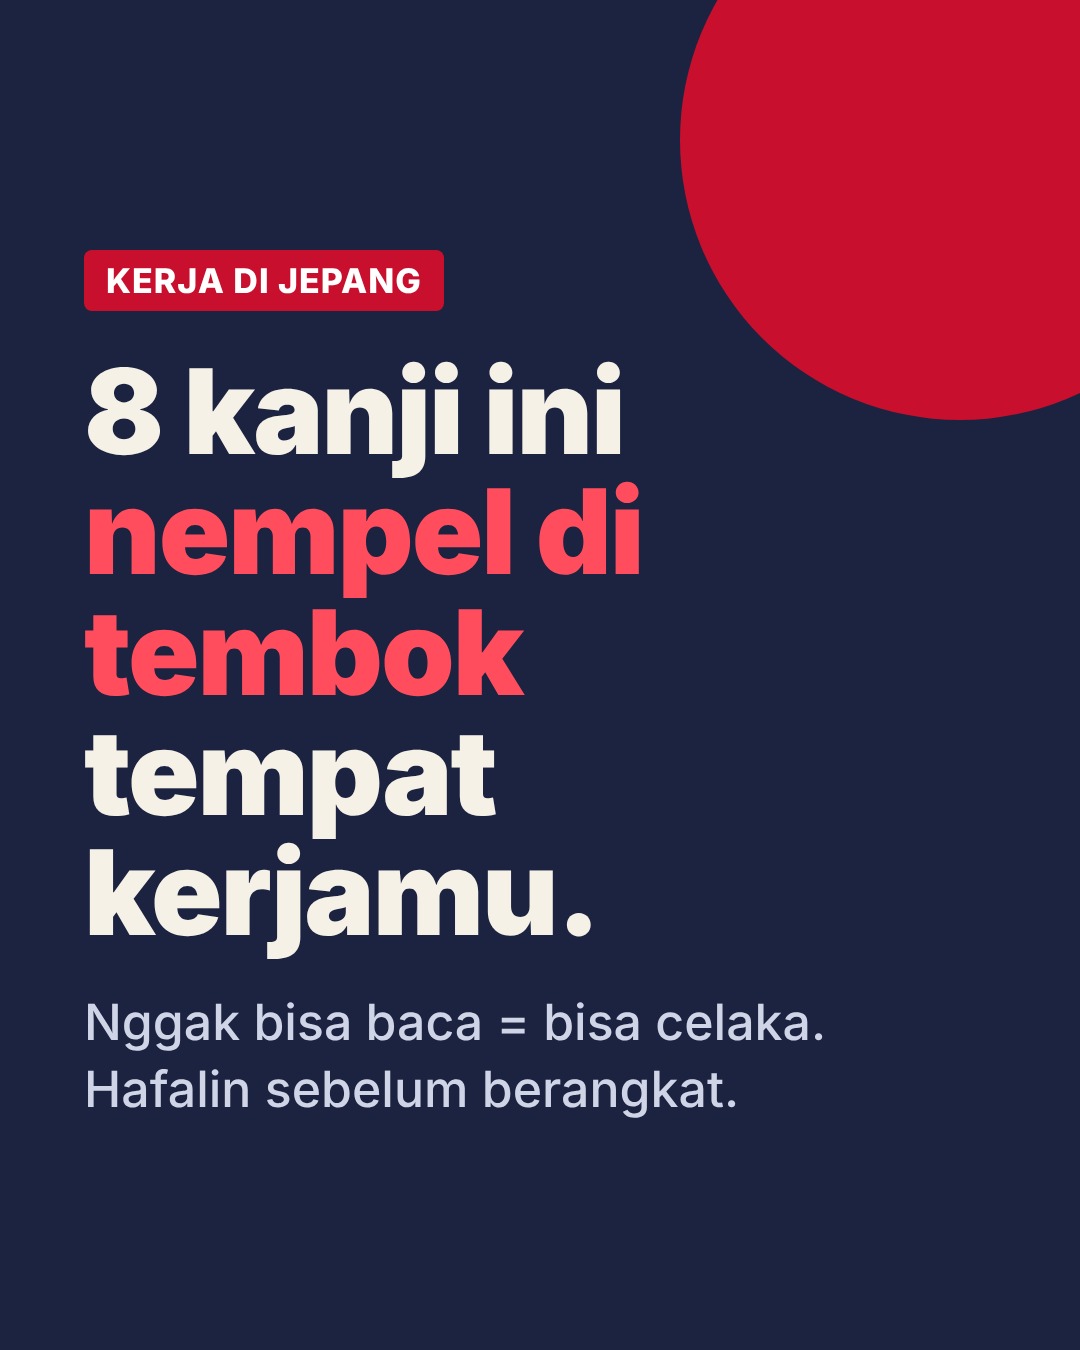 KERJA DI JEPANG
8 kanji ini
nempel di
tembok
tempat
kerjamu.
Nggak bisa baca = bisa celaka.
Hafalin sebelum berangkat.